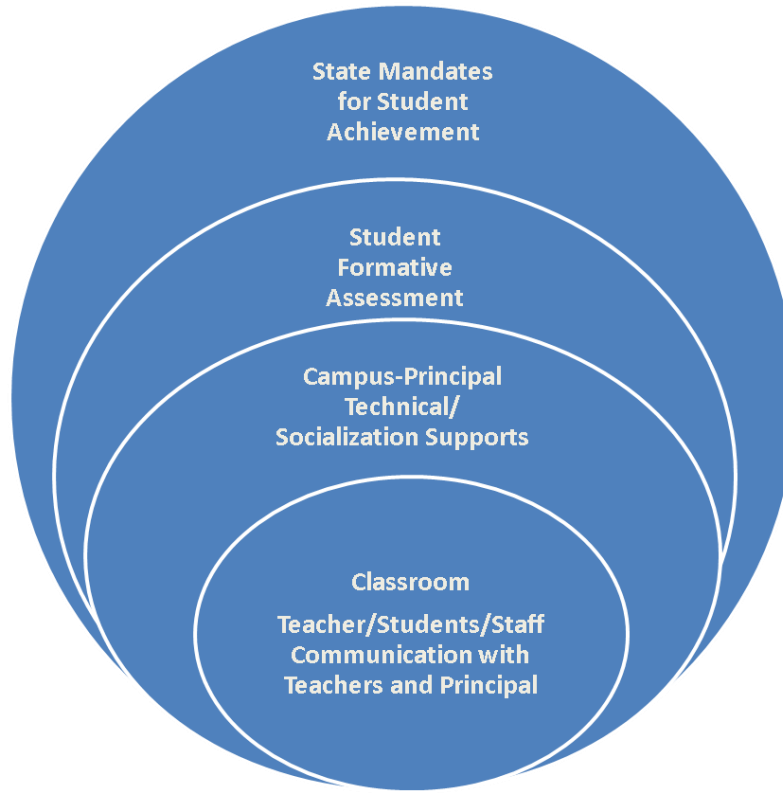 State Mandates
for Student
Achievement
Student
Formative
Assessment
Campus-Principal
Technical/
Socialization Supports
Classroom
Teacher/Students/Staff
Communication with
Teachers and Principal